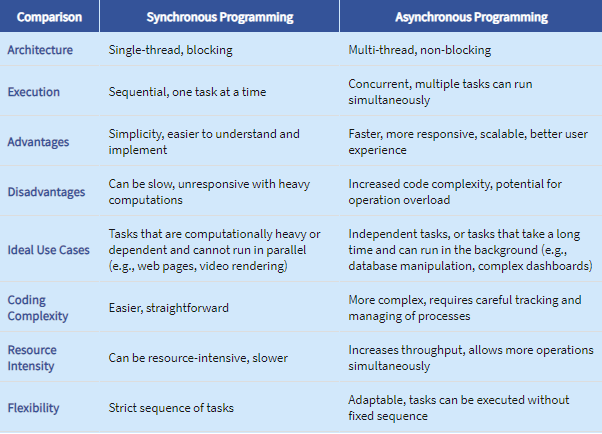 Comparison Synchronous Programming Asynchronous Programming
Architecture Single-thread, blocking Multi-thread, non-blocking
Execution Sequential, one task at a time Concurrent, multiple tasks can run
simultaneously
Advantages Simplicity, easier to understand and
implement
Faster, more responsive, scalable, better user
experience
Disadvantages Can be slow, unresponsive with heavy
computations
Increased code complexity, potential for
operation overload
Ideal Use Cases Tasks that are computationally heavy or
dependent and cannot run in parallel
(e.g., web pages, video rendering)
Independent tasks, or tasks that take a long
time and can run in the background (e.g.,
database manipulation, complex dashboards)
Coding
Complexity
Easier, straightforward
More complex, requires careful tracking and
managing of processes
Resource
Intensity
Can be resource-intensive, slower
Increases throughput, allows more operations
simultaneously
Flexibility Strict sequence of tasks
Adaptable, tasks can be executed without
fixed sequence